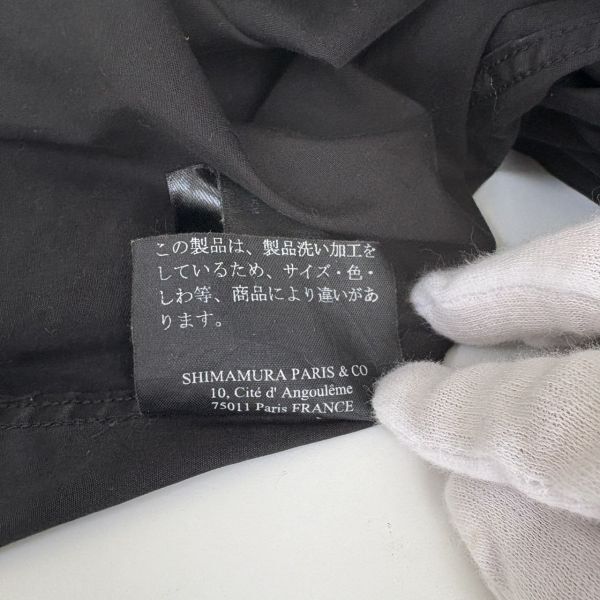 この製品は、製品洗い加工を
しているため、サイズ・色・
しわ等、商品により違いがあ
ります。
SHIMAMURA PARIS & CO
10, Cité d' Angoulême
75011 Paris FRANCE